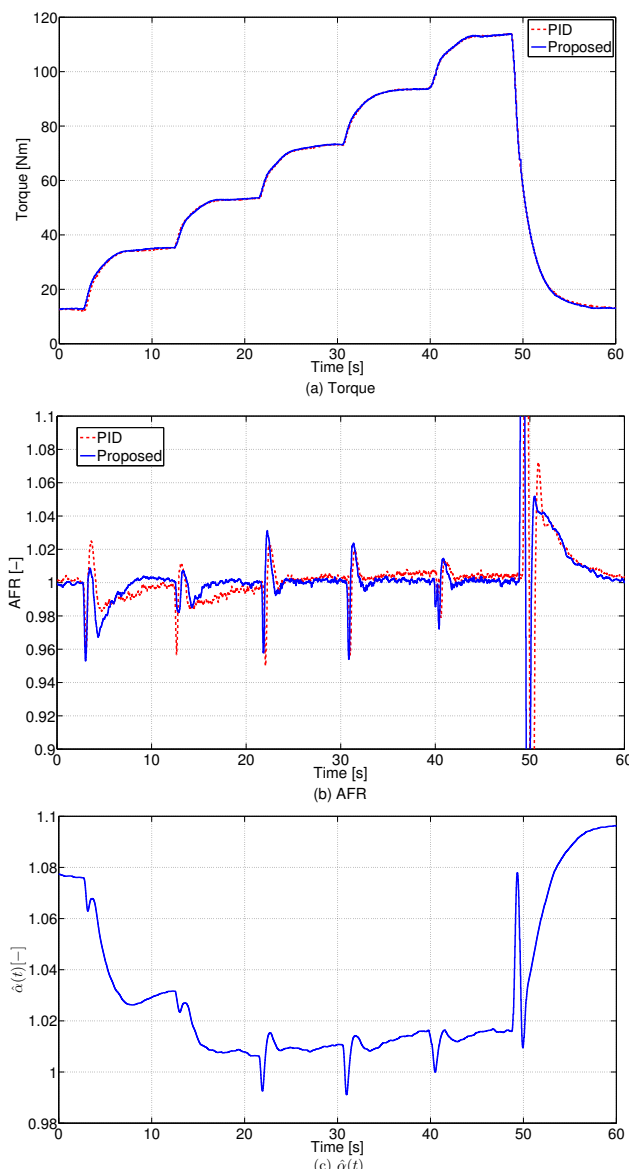 120
100
80
60
40
20
0
Torque [Nm]
PID
Proposed
0 10 20 30 40 50 60
Time [s]
(a) Torque
1.1
1.08
1.06
1.04
1.02
1
0.98
0.96
0.94
0.92
0.9
AFR [–]
PID
Proposed
0 10 20 30 40 50 60
Time [s]
(b) AFR
1.1
1.08
1.06
1.04
1.02
1
0.98
α̂(t)[-]
0 10 20 30 40 50 60
Time [s]
(c) α̂(t)